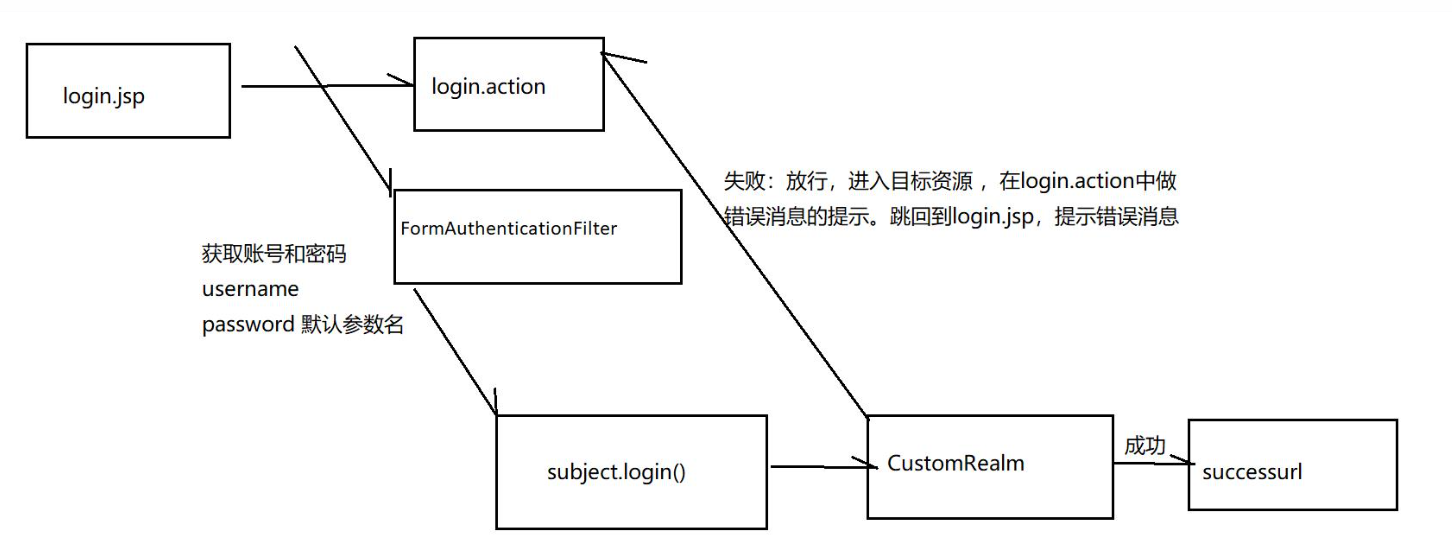 login.jsp
login.action
失败：放行，进入目标资源 ，在login.action中做
错误消息的提示。跳回到login.jsp，提示错误消息
FormAuthenticationFilter
获取账号和密码
username
password 默认参数名
subject.login()
CustomRealm
成功
successurl